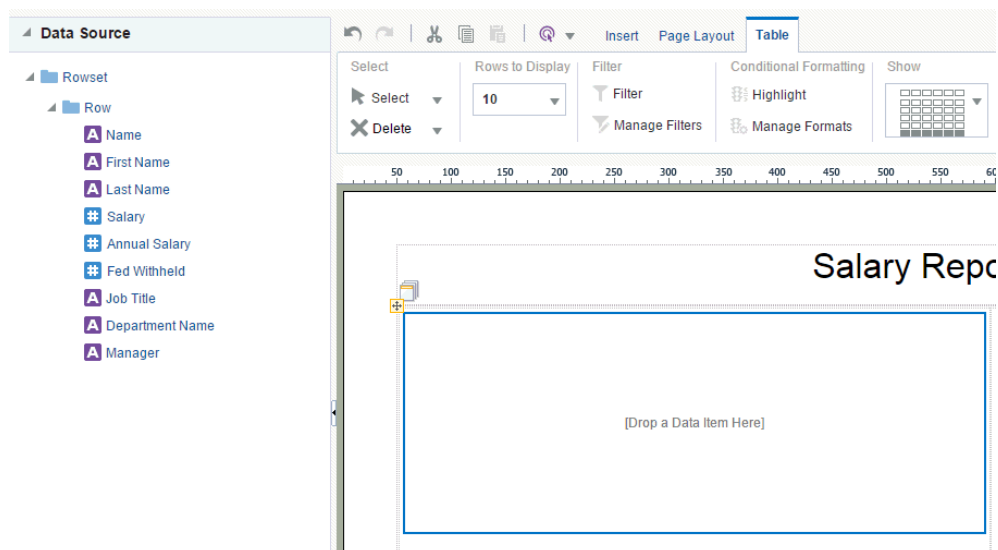 Data Source
Insert Page Layout Table
Select Rows to Display Filter Conditional Formatting Show
Select 10 Filter Highlight
Delete Manage Filters Manage Formats
Rowset
Row
Name
First Name
Last Name
Salary
Annual Salary
Fed Withheld
Job Title
Department Name
Manager
50 100 150 200 250 300 350 400 450 500 550
Salary
[Drop a Data Item Here]